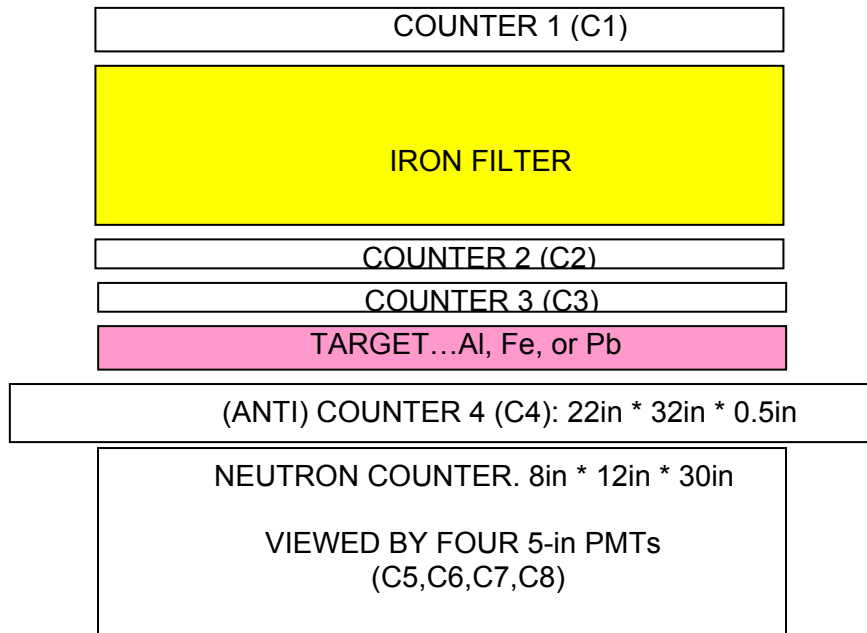 COUNTER 1 (C1)
IRON FILTER
COUNTER 2 (C2)
COUNTER 3 (C3)
TARGET...Al, Fe, or Pb
(ANTI) COUNTER 4 (C4): 22in * 32in * 0.5in
NEUTRON COUNTER. 8in * 12in * 30in
VIEWED BY FOUR 5-in PMTs
(C5,C6,C7,C8)